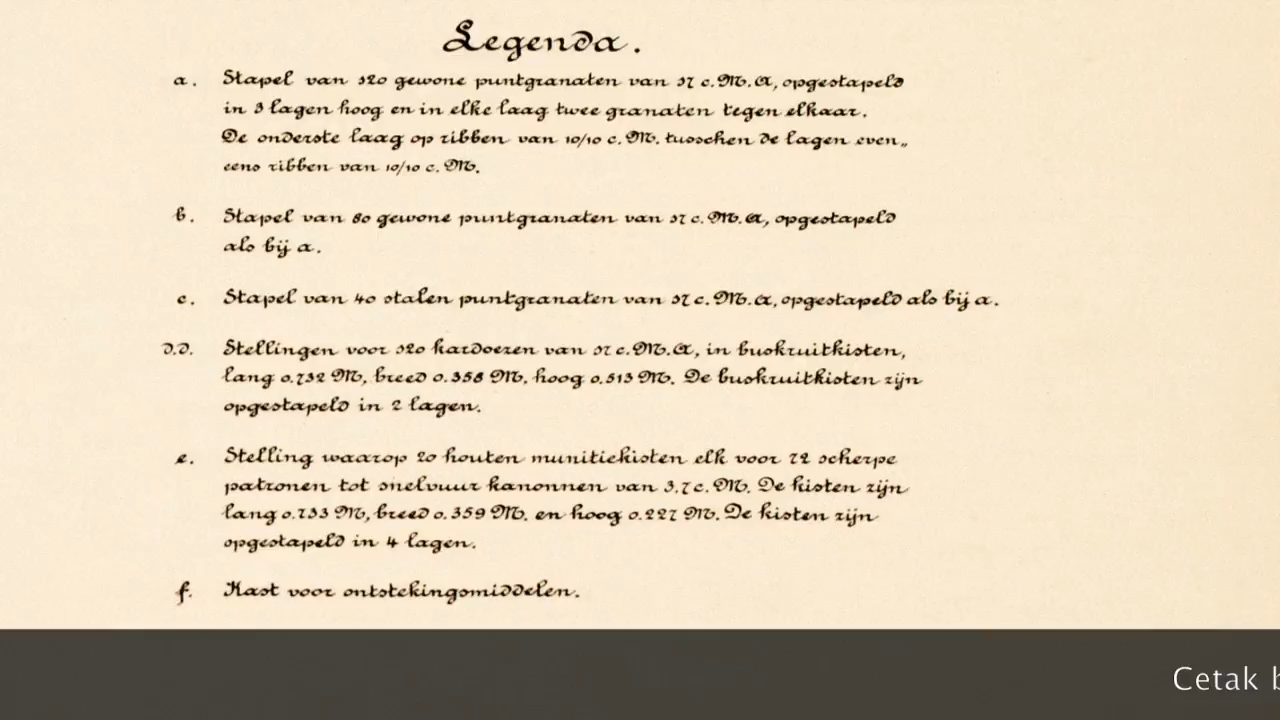 Legenda.
a. Stapel van gewone puntgranaten van c.M.A, opgestapeld
in 3 lagen hoog en in elke laag twee granaten tegen elkaar.
De onderste laag op ribben van 10/10 c.M. tusschen de lagen even„
eens ribben van 10/10 c.M.
b. Stapel van 80 gewone puntgranaten van c.M.A, opgestapeld
als bij a.
c. Stapel van 40 stalen puntgranaten van c.M.A, opgestapeld als bij a.
d.d. Stellingen voor kardoezen van c.M.A, in buskruitkisten,
lang 0.732 M, breed 0.358 M. hoog 0.513 M. De buskruitkisten zijn
opgestapeld in 2 lagen.
e. Stelling waarop 20 houten munitiekisten elk voor 72 scherpe
patronen tot snelvuur kanonnen van 3.7 c.M. De kisten zijn
lang 0.733 M, breed 0.359 M. en hoog 0.227 M. De kisten zijn
opgestapeld in 4 lagen.
f. Kast voor ontstekingsmiddelen.
Cetak b